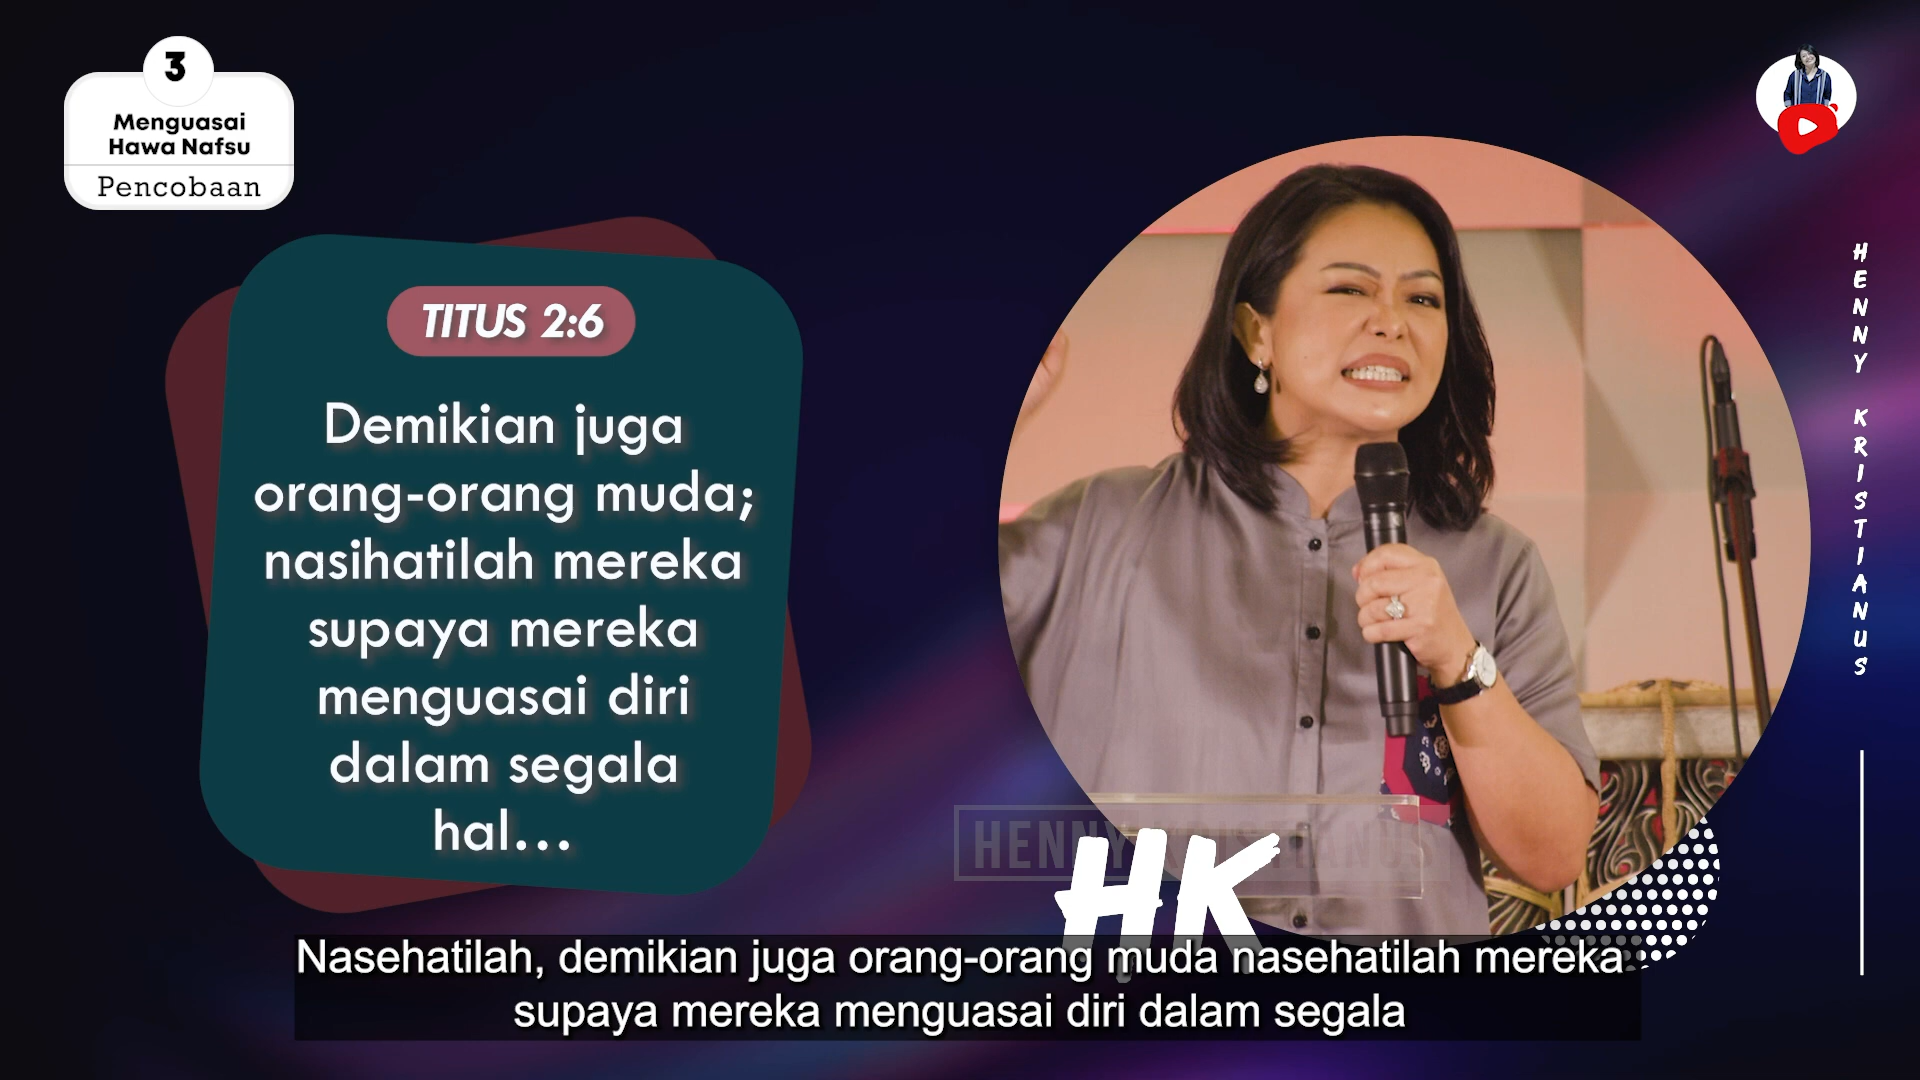 3
Menguasai
Hawa Nafsu
Pencobaan
TITUS 2:6
Demikian juga
orang-orang muda;
nasihatilah mereka
supaya mereka
menguasai diri
dalam segala
hal...
HENNY KRISTIANUS
HENNY KRISTIANUS
HK
Nasehatilah, demikian juga orang-orang muda nasehatilah mereka
supaya mereka menguasai diri dalam segala